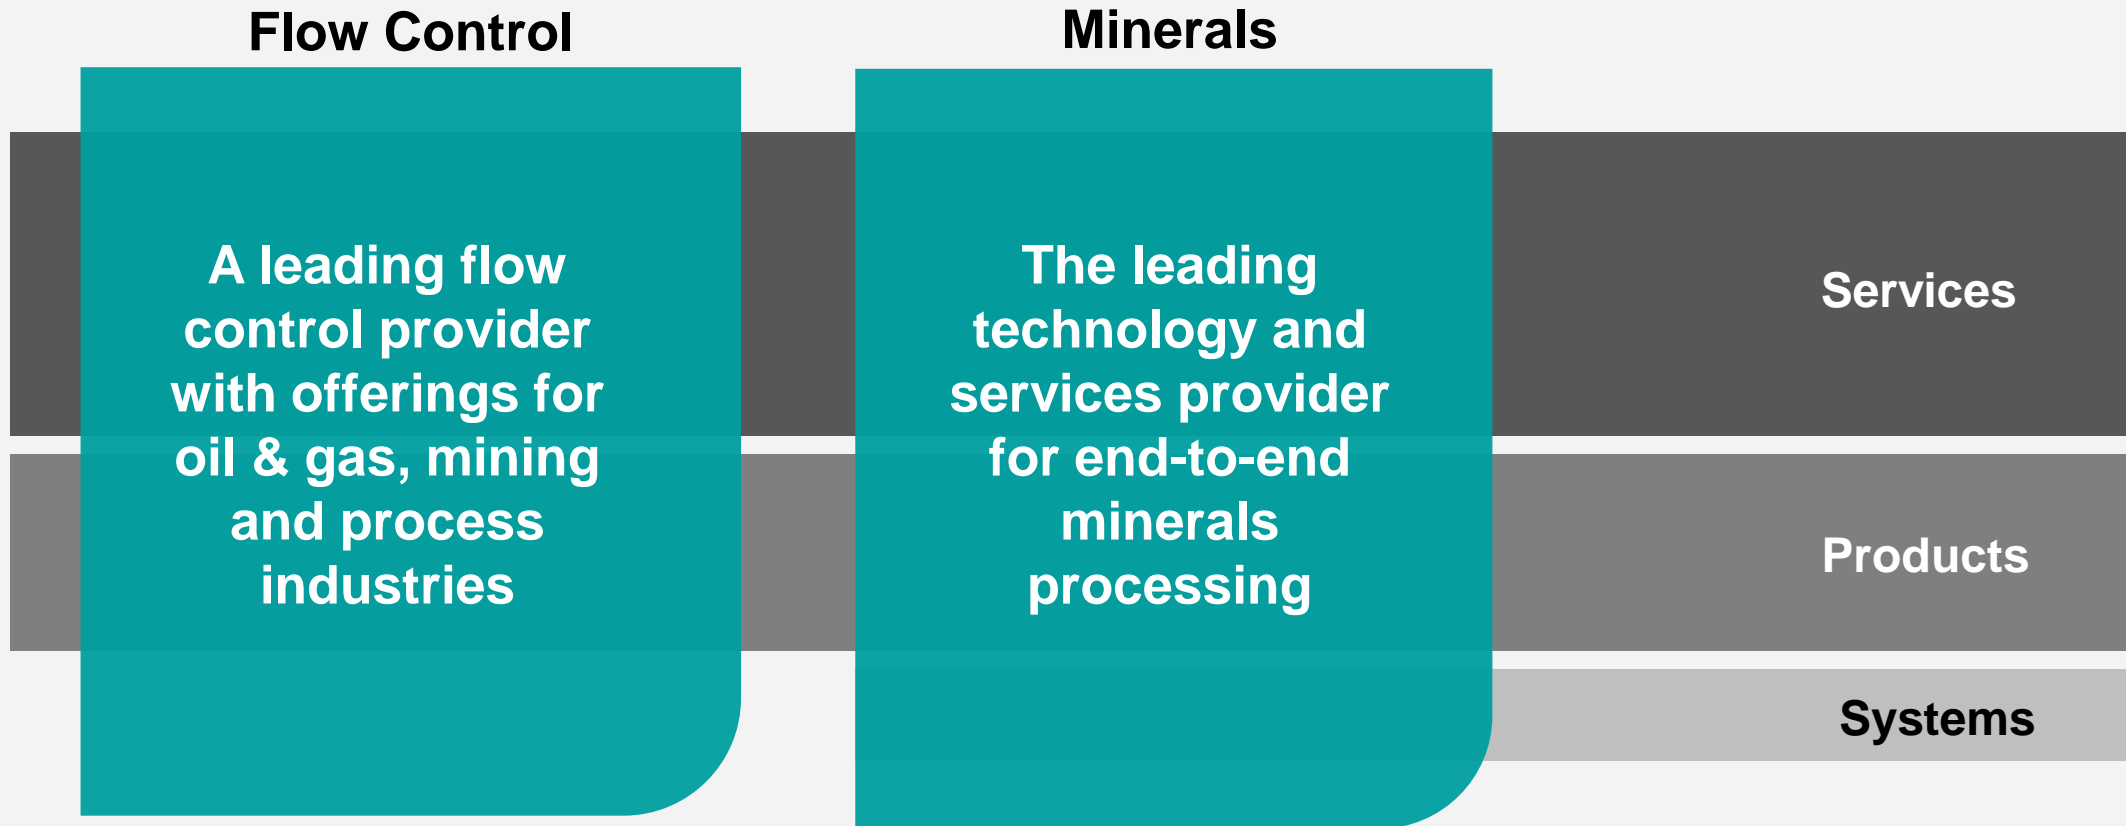 Flow Control
Minerals
A leading flow
control provider
with offerings for
oil & gas, mining
and process
industries
The leading
technology and
services provider
for end-to-end
minerals
processing
Services
Products
Systems